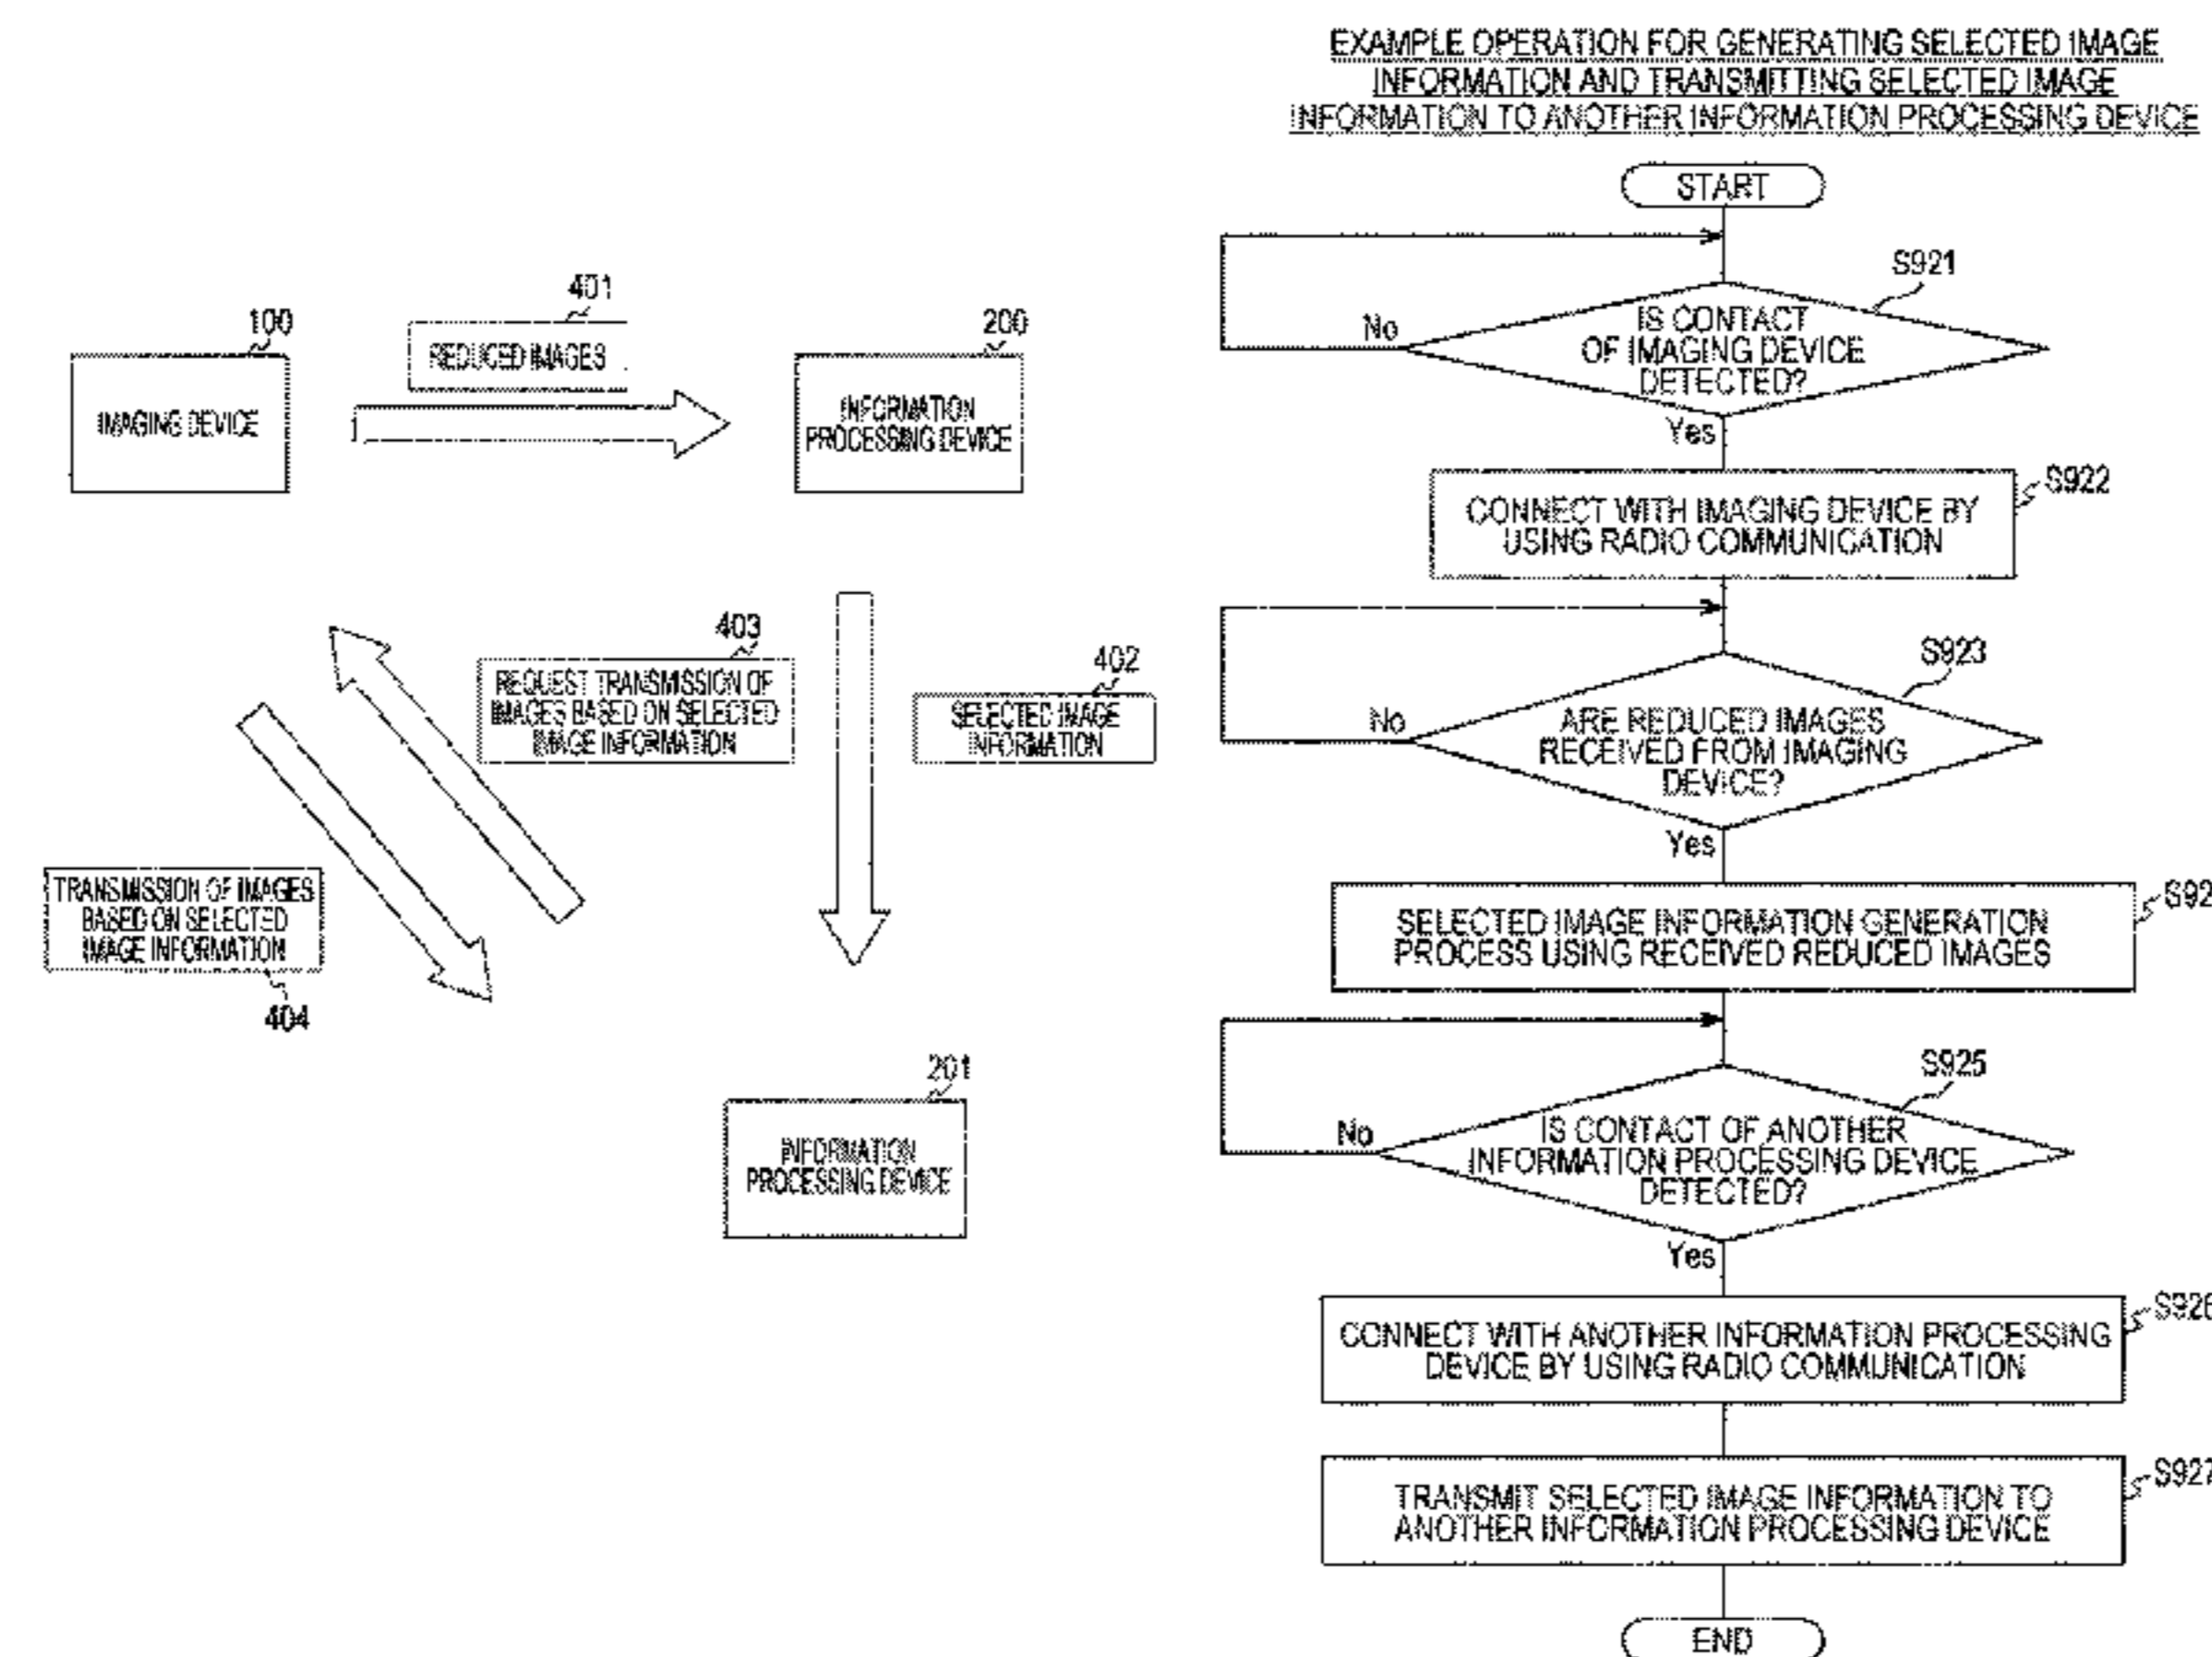 100
IMAGING DEVICE
401
REDUCED IMAGES
200
INFORMATION
PROCESSING DEVICE
403
REQUEST TRANSMISSION OF
IMAGES BASED ON SELECTED
IMAGE INFORMATION
402
SELECTED IMAGE
INFORMATION
TRANSMISSION OF IMAGES
BASED ON SELECTED
IMAGE INFORMATION
404
201
INFORMATION
PROCESSING DEVICE
EXAMPLE OPERATION FOR GENERATING SELECTED IMAGE
INFORMATION AND TRANSMITTING SELECTED IMAGE
INFORMATION TO ANOTHER INFORMATION PROCESSING DEVICE
START
S921
IS CONTACT
OF IMAGING DEVICE
DETECTED?
No
Yes
S922
CONNECT WITH IMAGING DEVICE BY
USING RADIO COMMUNICATION
S923
ARE REDUCED IMAGES
RECEIVED FROM IMAGING
DEVICE?
No
Yes
SELECTED IMAGE INFORMATION GENERATION
PROCESS USING RECEIVED REDUCED IMAGES
S925
IS CONTACT OF ANOTHER
INFORMATION PROCESSING DEVICE
DETECTED?
No
Yes
S926
CONNECT WITH ANOTHER INFORMATION PROCESSING
DEVICE BY USING RADIO COMMUNICATION
S927
TRANSMIT SELECTED IMAGE INFORMATION TO
ANOTHER INFORMATION PROCESSING DEVICE
END